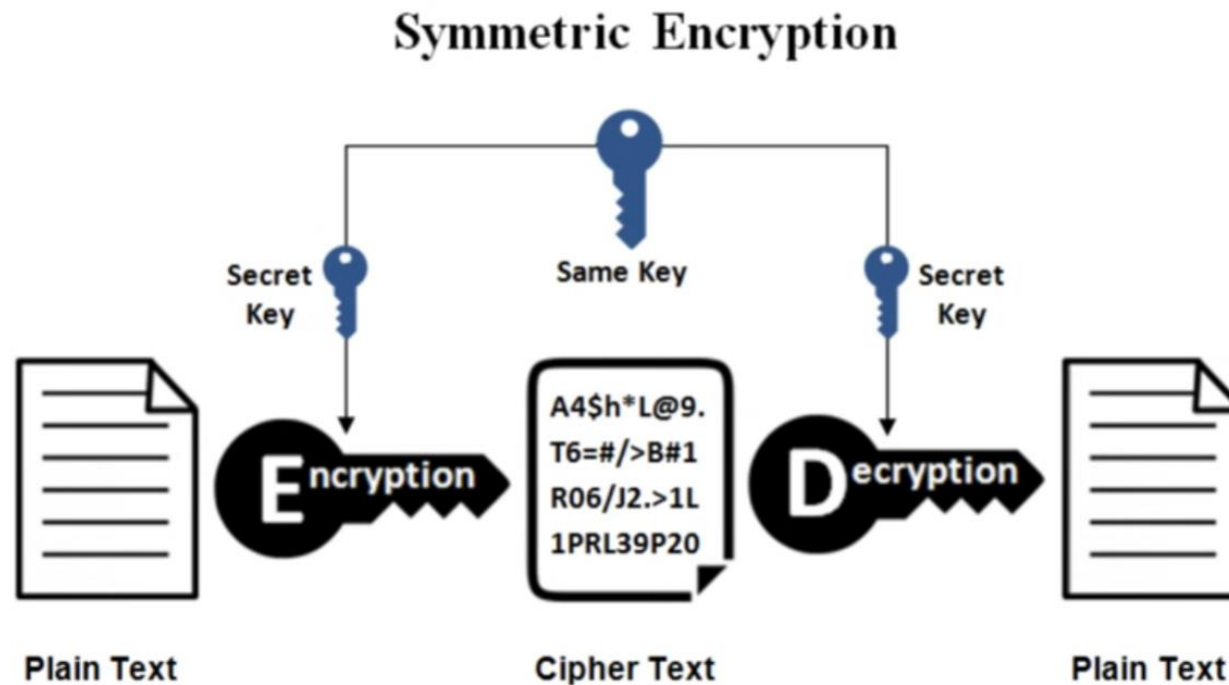 Symmetric Encryption
Secret
Key
Same Key
Secret
Key
Encryption
A4$h*L@9.
T6=#/>B#1
R06/J2.>1L
1PRL39P20
Decryption
Plain Text
Cipher Text
Plain Text